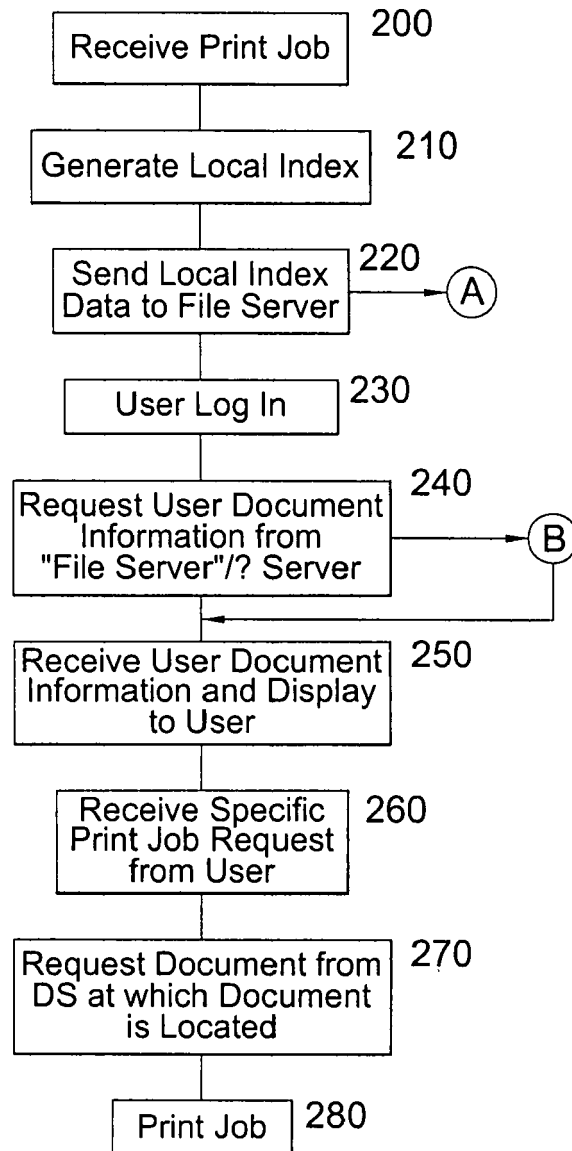 200
Receive Print Job
210
Generate Local Index
220
Send Local Index
Data to File Server
A
230
User Log In
240
Request User Document
Information from
"File Server"/? Server
B
250
Receive User Document
Information and Display
to User
260
Receive Specific
Print Job Request
from User
270
Request Document from
DS at which Document
is Located
Print Job
280